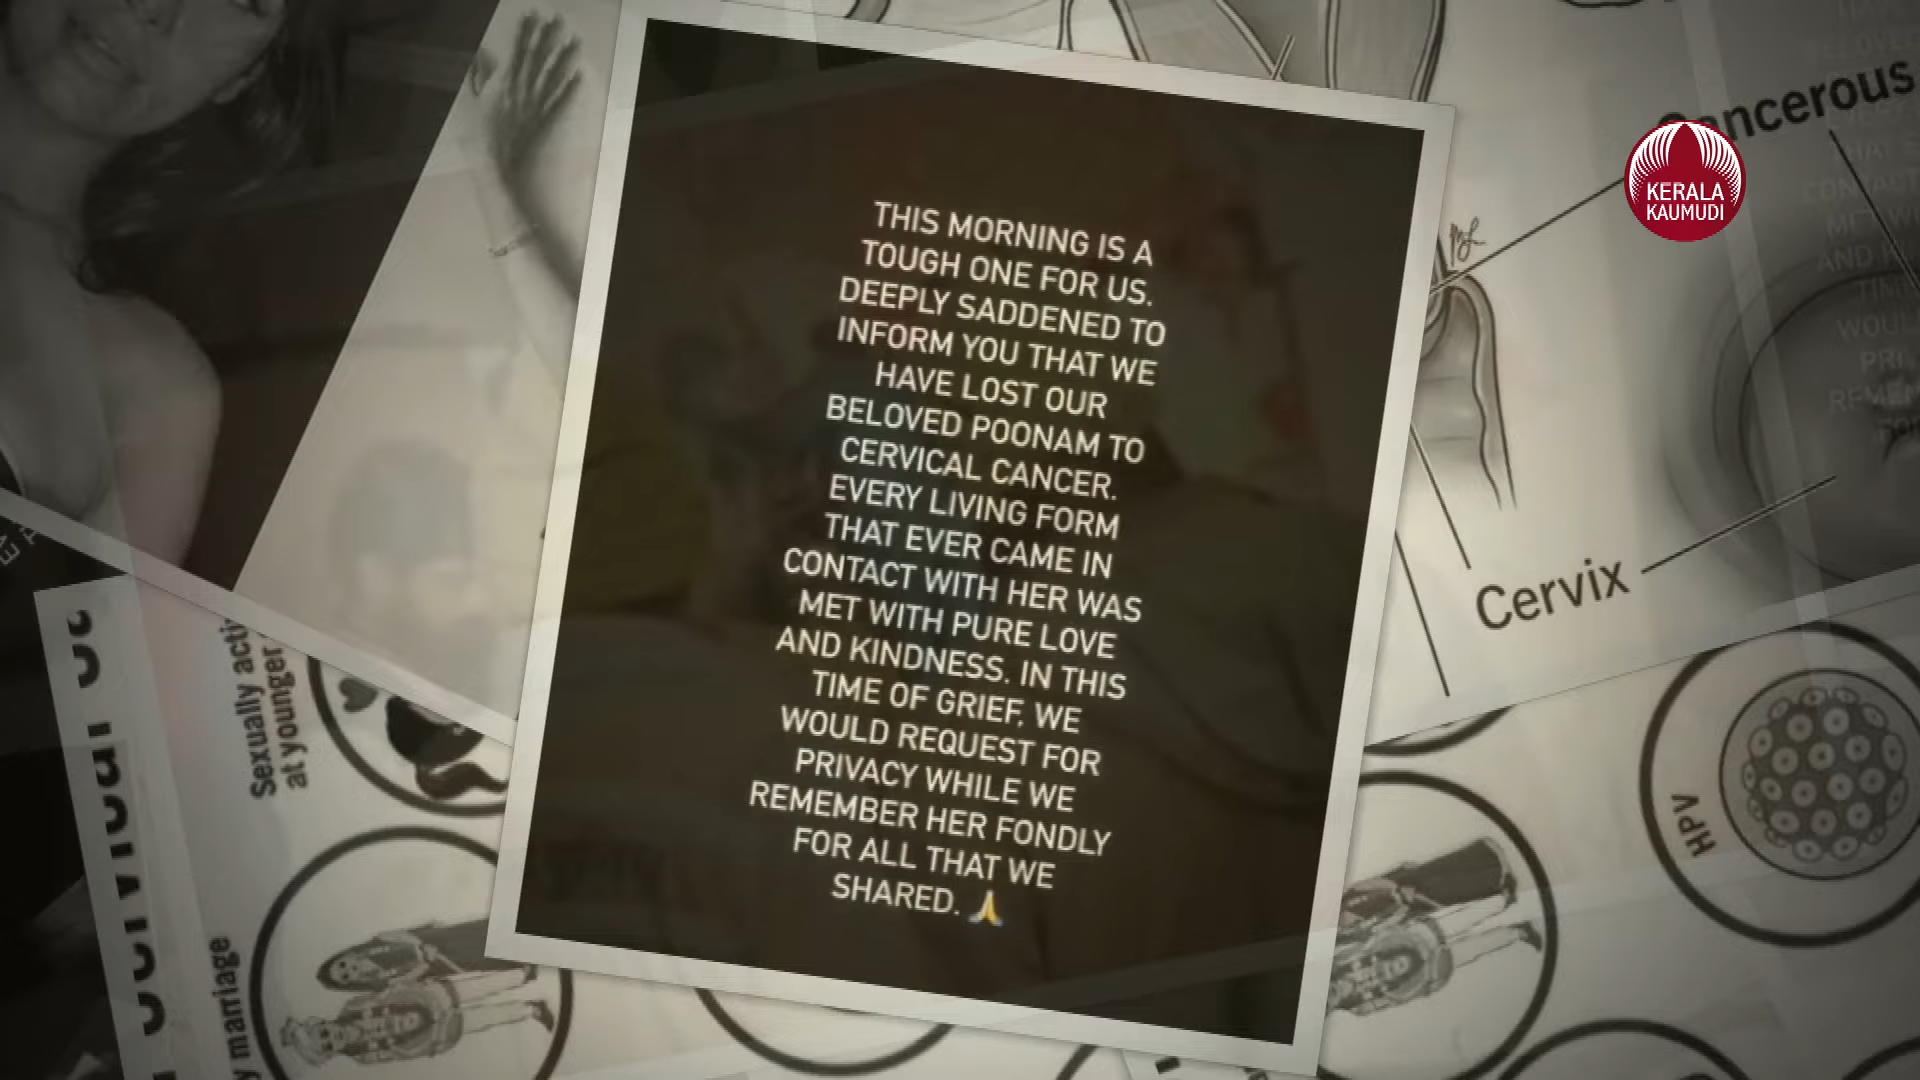 THIS MORNING IS A
TOUGH ONE FOR US.
DEEPLY SADDENED TO
INFORM YOU THAT WE
HAVE LOST OUR
BELOVED POONAM TO
CERVICAL CANCER.
EVERY LIVING FORM
THAT EVER CAME IN
CONTACT WITH HER WAS
MET WITH PURE LOVE
AND KINDNESS. IN THIS
TIME OF GRIEF, WE
WOULD REQUEST FOR
PRIVACY WHILE WE
REMEMBER HER FONDLY
FOR ALL THAT WE
SHARED. 🙏
Cancerous
KERALA
KAUMUDI
Cervix
HPV
Sexually
at younger
marriage